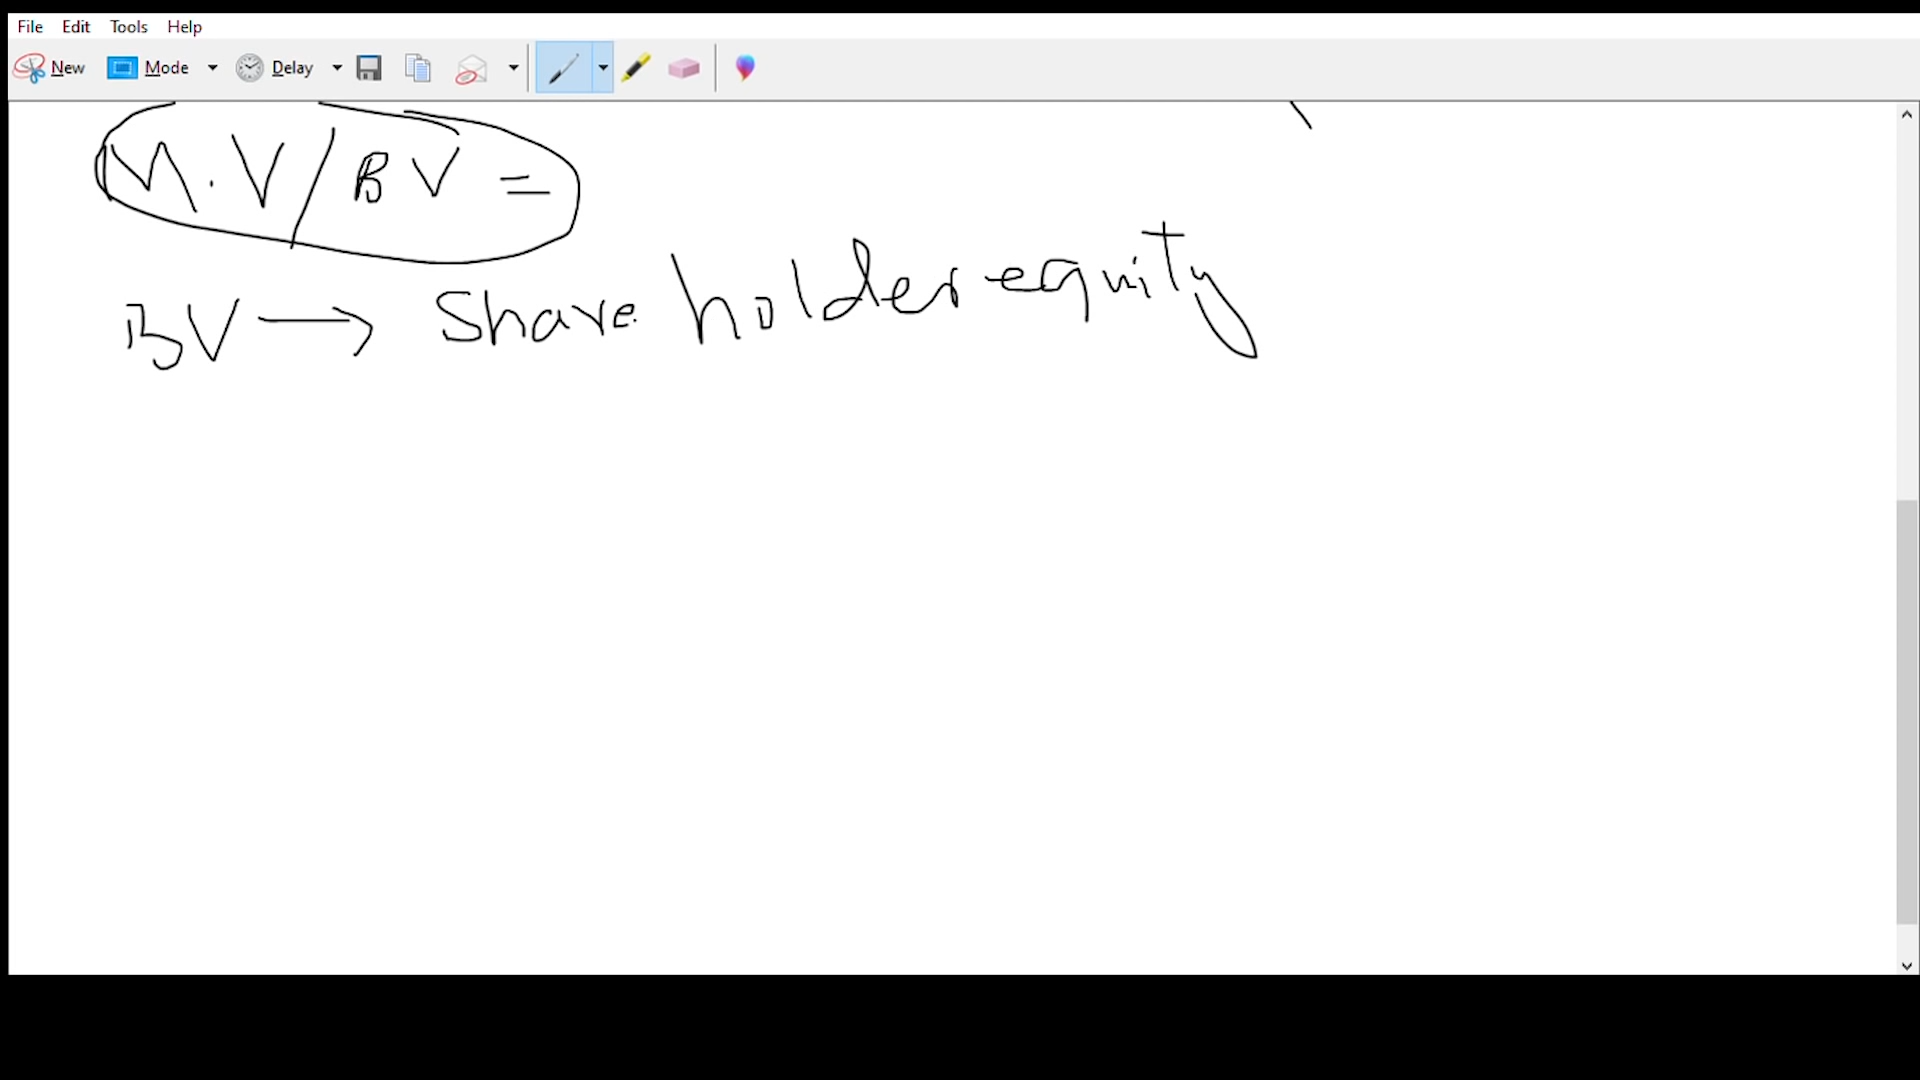 File Edit Tools Help
New Mode Delay
M.V/BV =
BV → Share holder equity